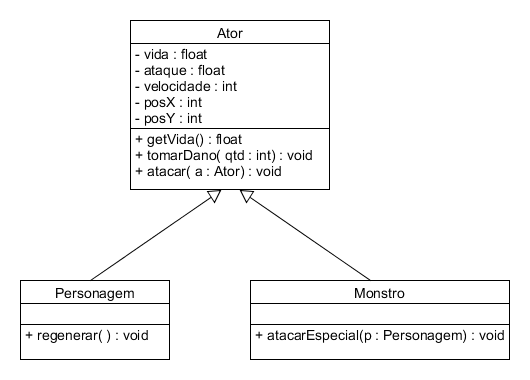 Ator
- vida : float
- ataque : float
- velocidade : int
- posX : int
- posY : int
+ getVida() : float
+ tomarDano( qtd : int) : void
+ atacar( a : Ator) : void
Personagem
+ regenerar( ) : void
Monstro
+ atacarEspecial(p : Personagem) : void